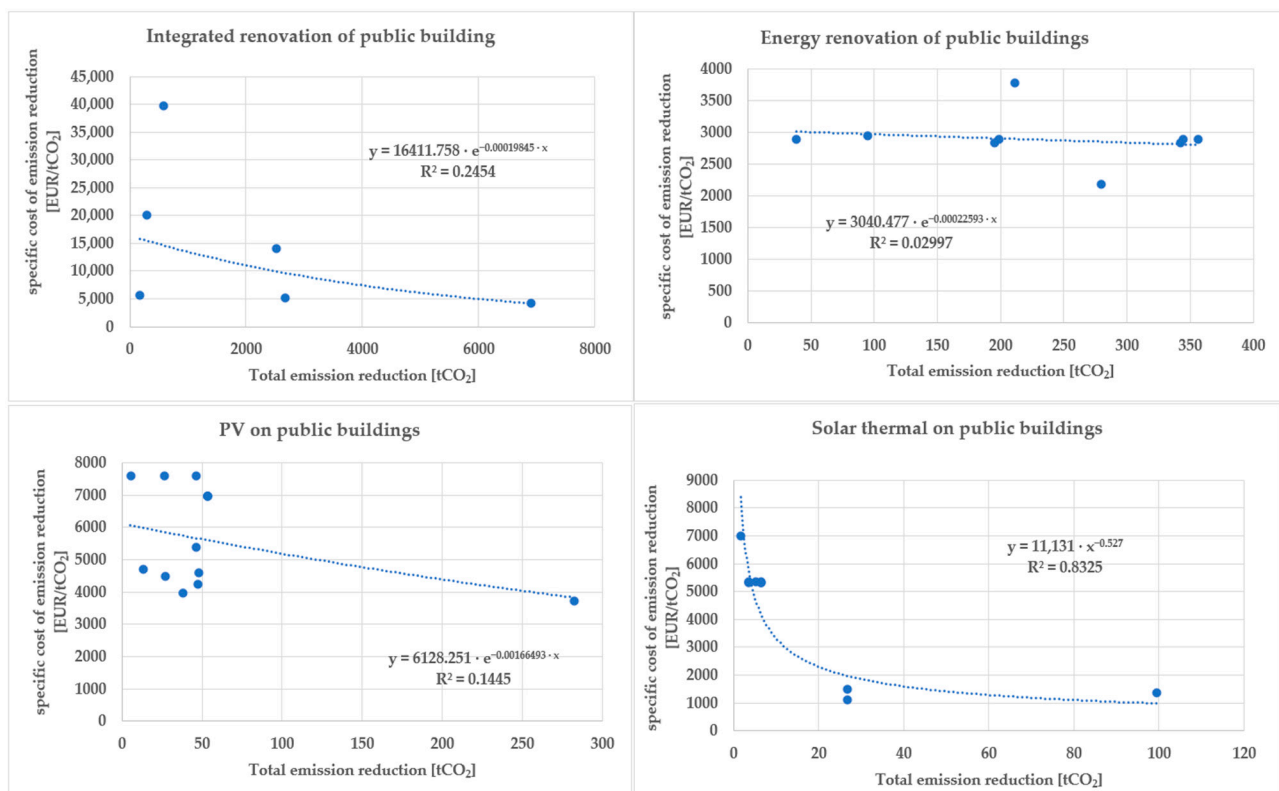 Integrated renovation of public building
specific cost of emission reduction
[EUR/tCO₂]
45,000
40,000
35,000
30,000
25,000
20,000
15,000
10,000
5,000
0
y = 16411.758 · e^−0.00019845 · x
R² = 0.2454
0 2000 4000 6000 8000
Total emission reduction [tCO₂]
Energy renovation of public buildings
specific cost of emission reduction
[EUR/tCO₂]
4000
3500
3000
2500
2000
1500
1000
500
0
y = 3040.477 · e^−0.00022593 · x
R² = 0.02997
0 50 100 150 200 250 300 350 400
Total emission reduction [tCO₂]
PV on public buildings
specific cost of emission reduction
[EUR/tCO₂]
8000
7000
6000
5000
4000
3000
2000
1000
0
y = 6128.251 · e^−0.00166493 · x
R² = 0.1445
0 50 100 150 200 250 300
Total emission reduction [tCO₂]
Solar thermal on public buildings
specific cost of emission reduction
[EUR/tCO₂]
9000
8000
7000
6000
5000
4000
3000
2000
1000
0
y = 11,131 · x^−0.527
R² = 0.8325
0 20 40 60 80 100 120
Total emission reduction [tCO₂]